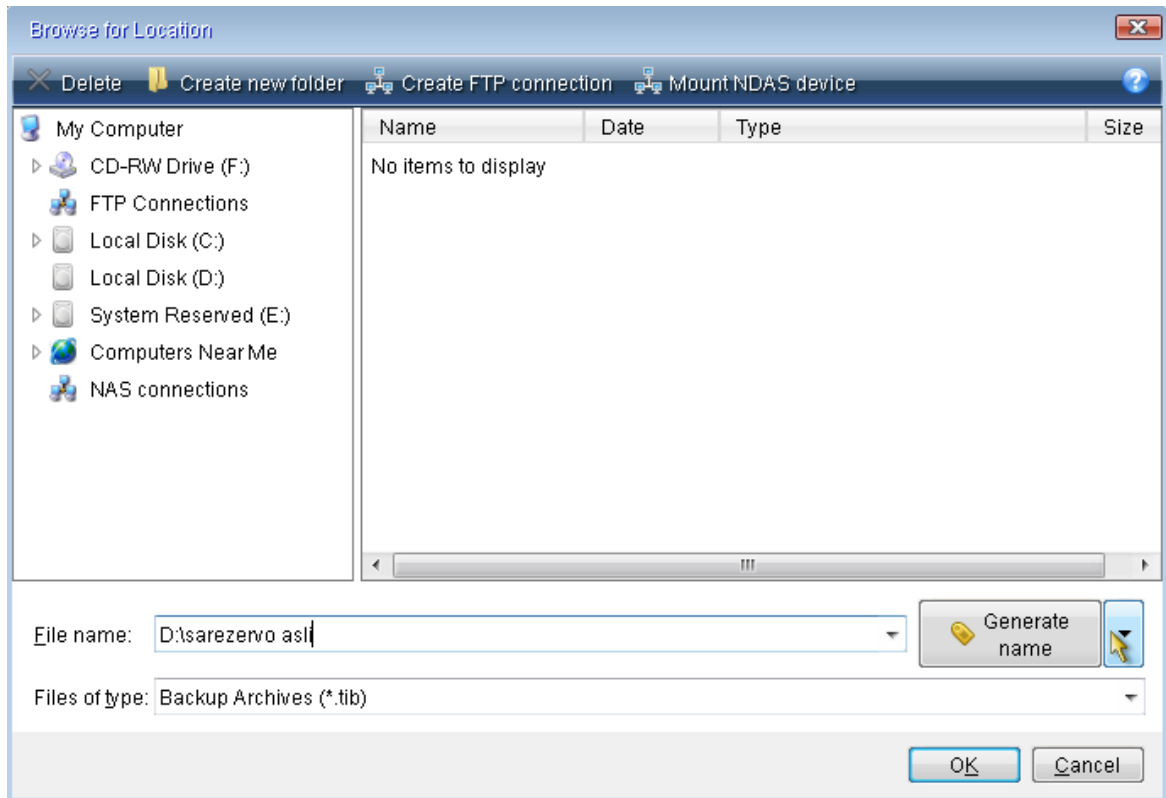 Browse for Location
Delete Create new folder Create FTP connection Mount NDAS device
My Computer
CD-RW Drive (F:)
FTP Connections
Local Disk (C:)
Local Disk (D:)
System Reserved (E:)
Computers Near Me
NAS connections
Name Date Type Size
No items to display
File name: D:\sarezervo asli
Generate name
Files of type: Backup Archives (*.tib)
OK Cancel